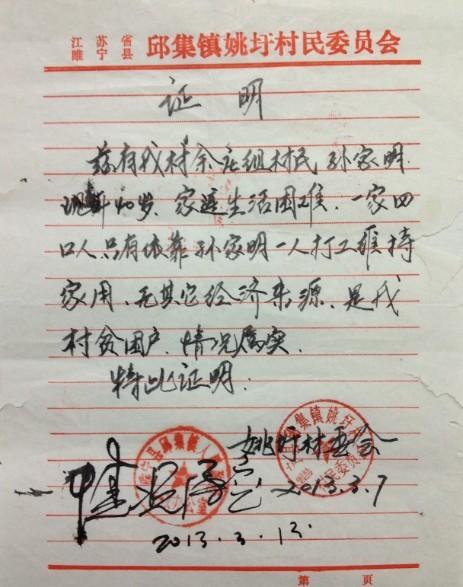 江苏省
睢宁县
邱集镇姚圩村民委员会
证明
兹有我村余庄组村民 孙家明.
现年40岁. 家庭生活困难. 一家四
口人只有依靠孙家明一人打工维持
家用. 无其它经济来源. 是我
村贫困户. 情况属实.
特此证明.
姚圩村委会
2013.3.7
2013.3.13.
第 页